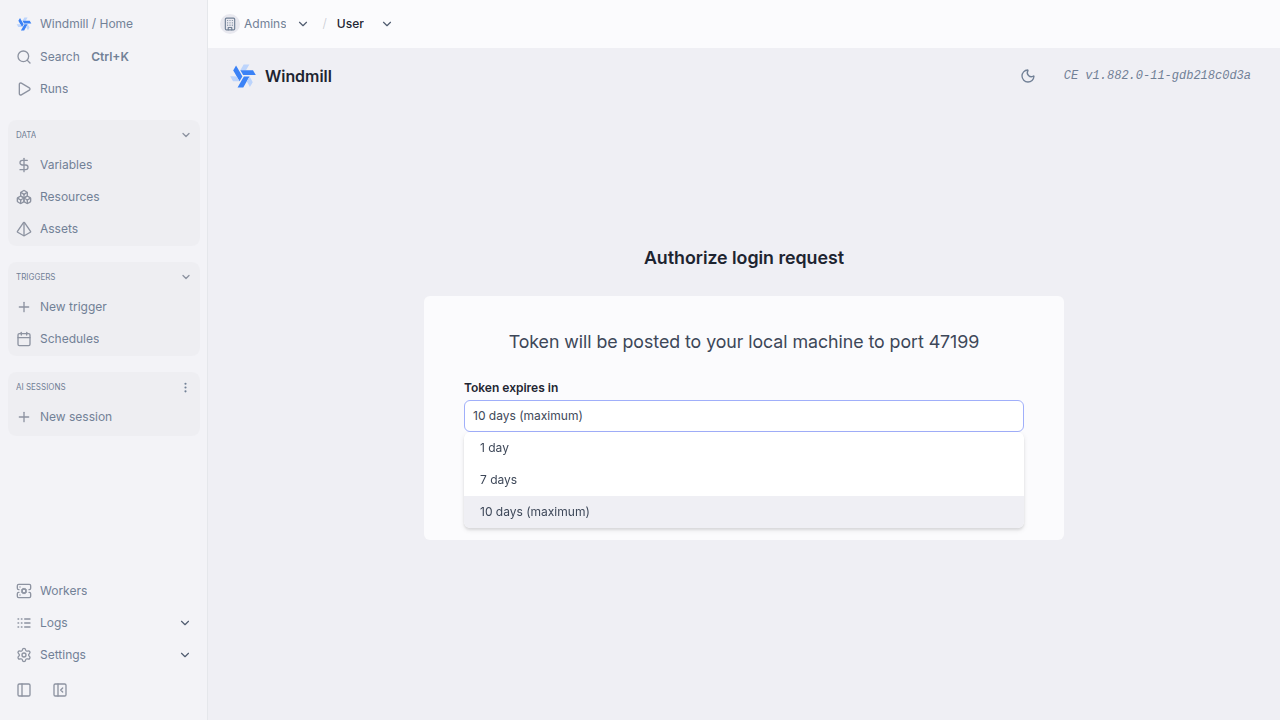 Windmill / Home
Search Ctrl+K
Runs
DATA
Variables
Resources
Assets
TRIGGERS
New trigger
Schedules
AI SESSIONS
New session
Workers
Logs
Settings
Admins / User
Windmill
CE v1.882.0-11-gdb218c0d3a
Authorize login request
Token will be posted to your local machine to port 47199
Token expires in
10 days (maximum)
1 day
7 days
10 days (maximum)